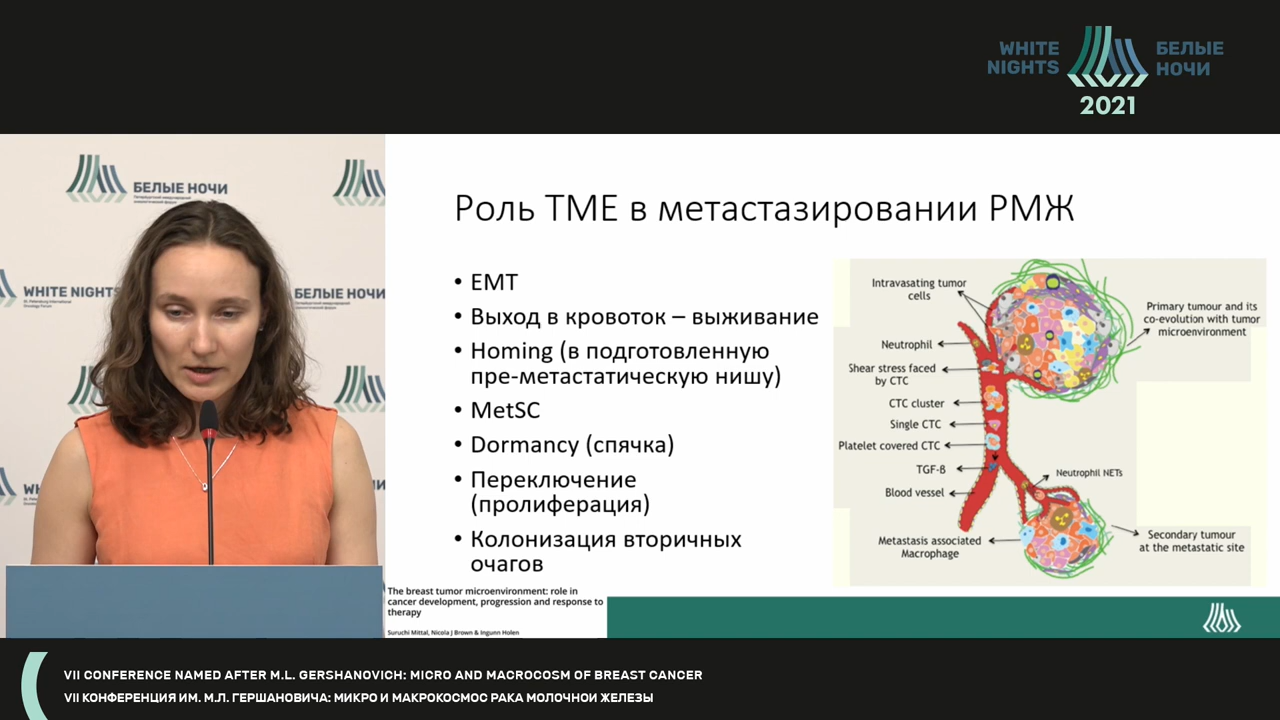 WHITE
NIGHTS
БЕЛЫЕ
НОЧИ
2021
БЕЛЫЕ НОЧИ
WHITE NIGHTS
БЕЛЫЕ НОЧИ
Роль TME в метастазировании РМЖ
• EMT
• Выход в кровоток – выживание
• Homing (в подготовленную
пре-метастатическую нишу)
• MetSC
• Dormancy (спячка)
• Переключение
(пролиферация)
• Колонизация вторичных
очагов
Intravasating tumor
cells
Primary tumour and its
co-evolution with tumor
microenvironment
Neutrophil
Shear stress faced
by CTC
CTC cluster
Single CTC
Platelet covered CTC
TGF-ß
Neutrophil NETs
Blood vessel
Metastasis associated
Macrophage
Secondary tumour
at the metastatic site
The breast tumor microenvironment: role in
cancer development, progression and response to
therapy
Suruchi Mittal, Nicola J Brown & Ingunn Holen
VII CONFERENCE NAMED AFTER M.L. GERSHANOVICH: MICRO AND MACROCOSM OF BREAST CANCER
VII КОНФЕРЕНЦИЯ ИМ. М.Л. ГЕРШАНОВИЧА: МИКРО И МАКРОКОСМОС РАКА МОЛОЧНОЙ ЖЕЛЕЗЫ